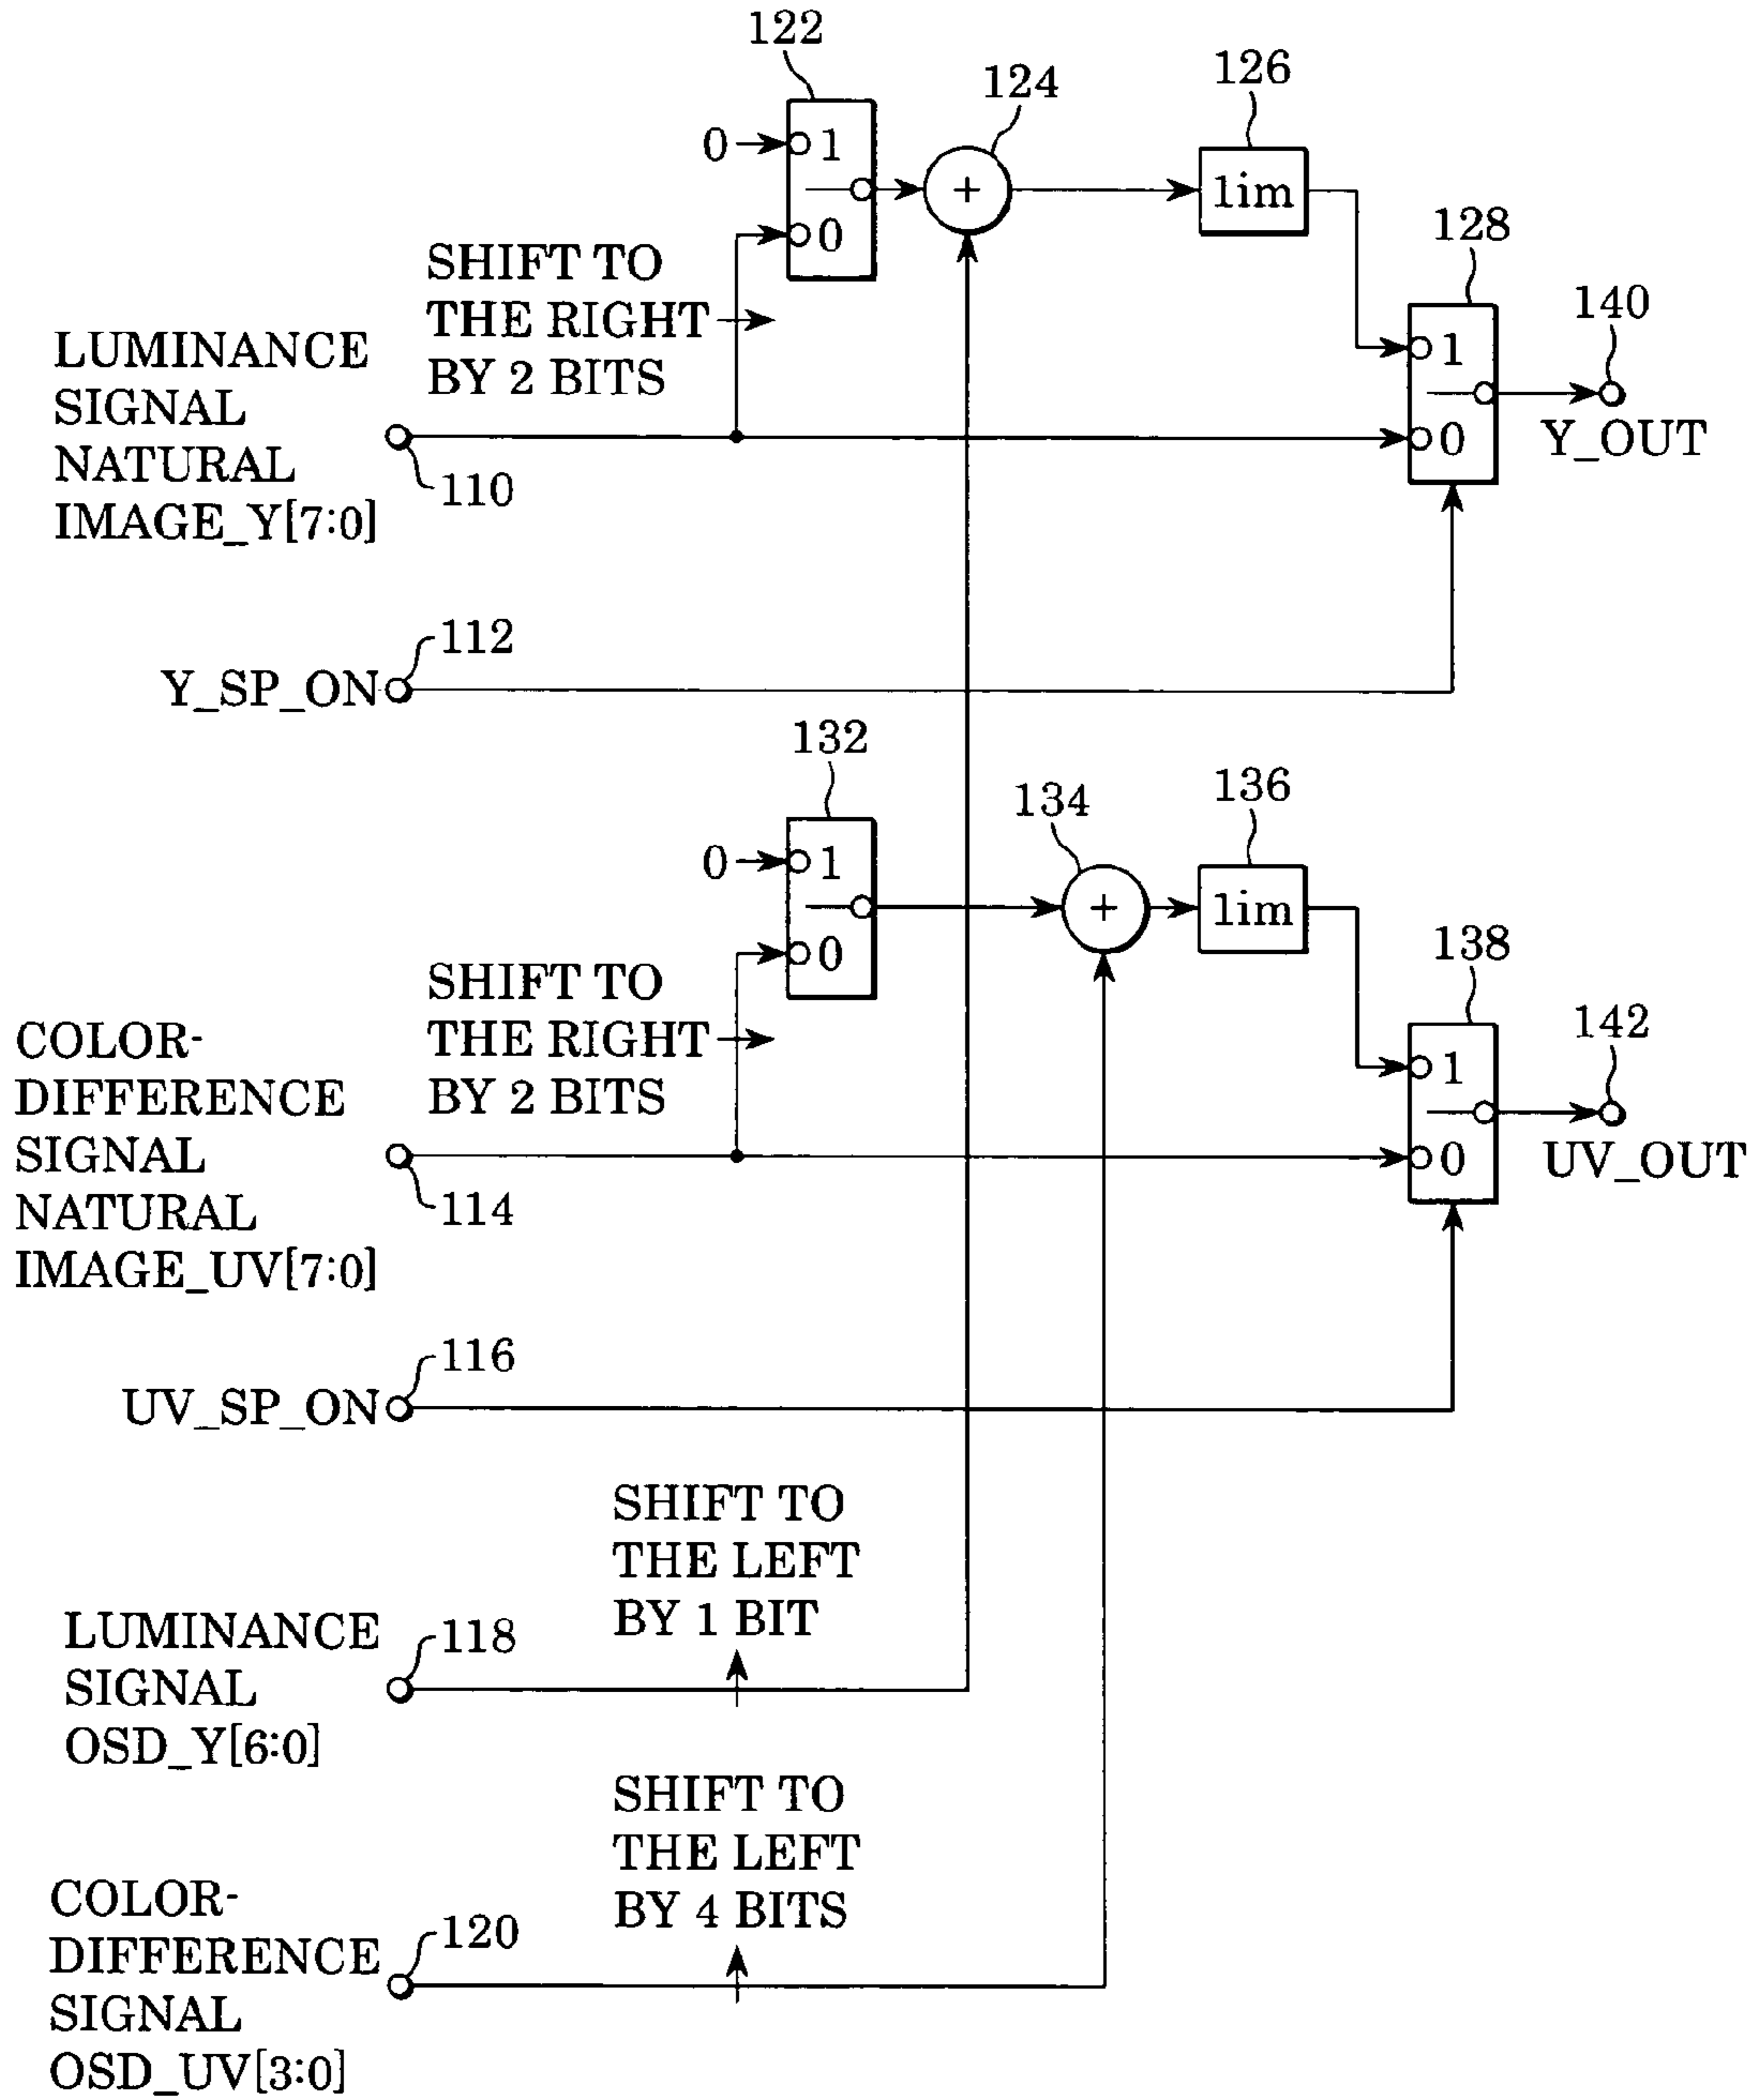 122
124
126
0
1
0
+
lim
128
SHIFT TO
THE RIGHT
BY 2 BITS
140
LUMINANCE
SIGNAL
NATURAL
IMAGE_Y[7:0]
110
1
0
Y_OUT
112
Y_SP_ON
132
134
136
0
1
0
+
lim
138
SHIFT TO
THE RIGHT
BY 2 BITS
142
COLOR-
DIFFERENCE
SIGNAL
NATURAL
IMAGE_UV[7:0]
114
1
0
UV_OUT
116
UV_SP_ON
SHIFT TO
THE LEFT
BY 1 BIT
LUMINANCE
SIGNAL
OSD_Y[6:0]
118
SHIFT TO
THE LEFT
BY 4 BITS
COLOR-
DIFFERENCE
SIGNAL
OSD_UV[3:0]
120